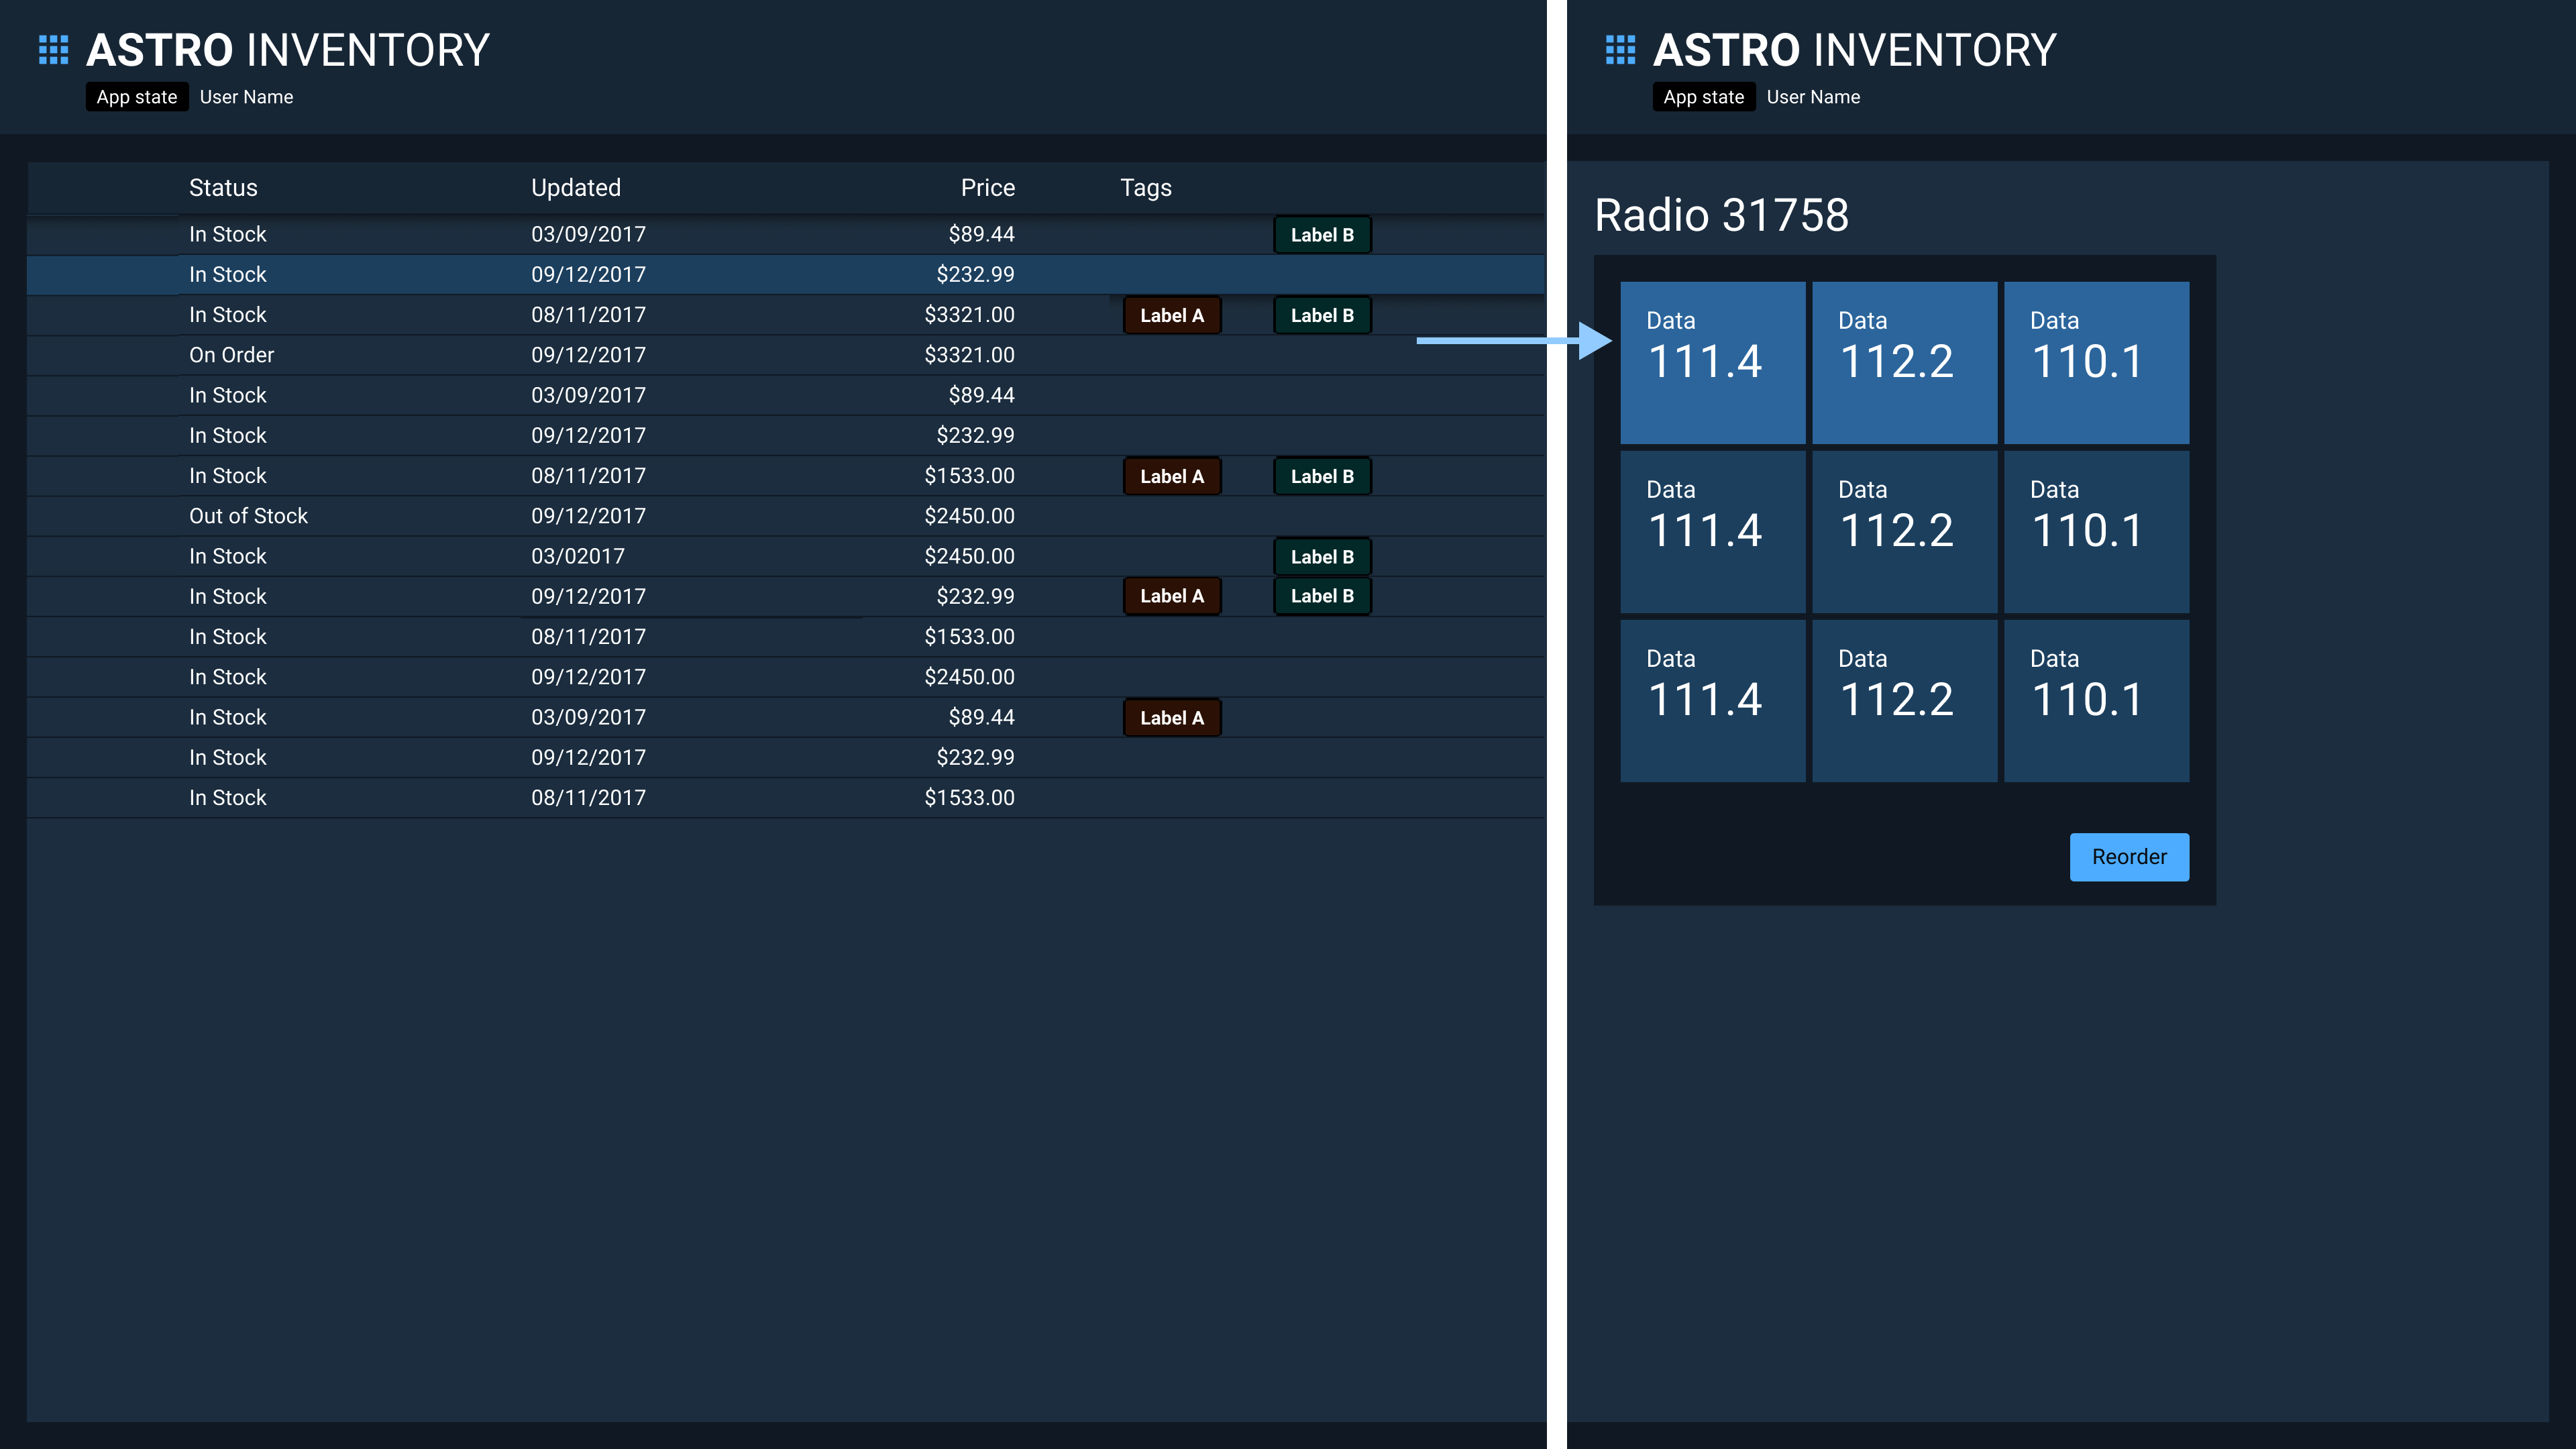 ASTRO INVENTORY
App state User Name
Status Updated Price Tags
In Stock 03/09/2017 $89.44 Label B
In Stock 09/12/2017 $232.99
In Stock 08/11/2017 $3321.00 Label A Label B
On Order 09/12/2017 $3321.00
In Stock 03/09/2017 $89.44
In Stock 09/12/2017 $232.99
In Stock 08/11/2017 $1533.00 Label A Label B
Out of Stock 09/12/2017 $2450.00
In Stock 03/02017 $2450.00 Label B
In Stock 09/12/2017 $232.99 Label A Label B
In Stock 08/11/2017 $1533.00
In Stock 09/12/2017 $2450.00
In Stock 03/09/2017 $89.44 Label A
In Stock 09/12/2017 $232.99
In Stock 08/11/2017 $1533.00
ASTRO INVENTORY
App state User Name
Radio 31758
Data Data Data
111.4 112.2 110.1
Data Data Data
111.4 112.2 110.1
Data Data Data
111.4 112.2 110.1
Reorder